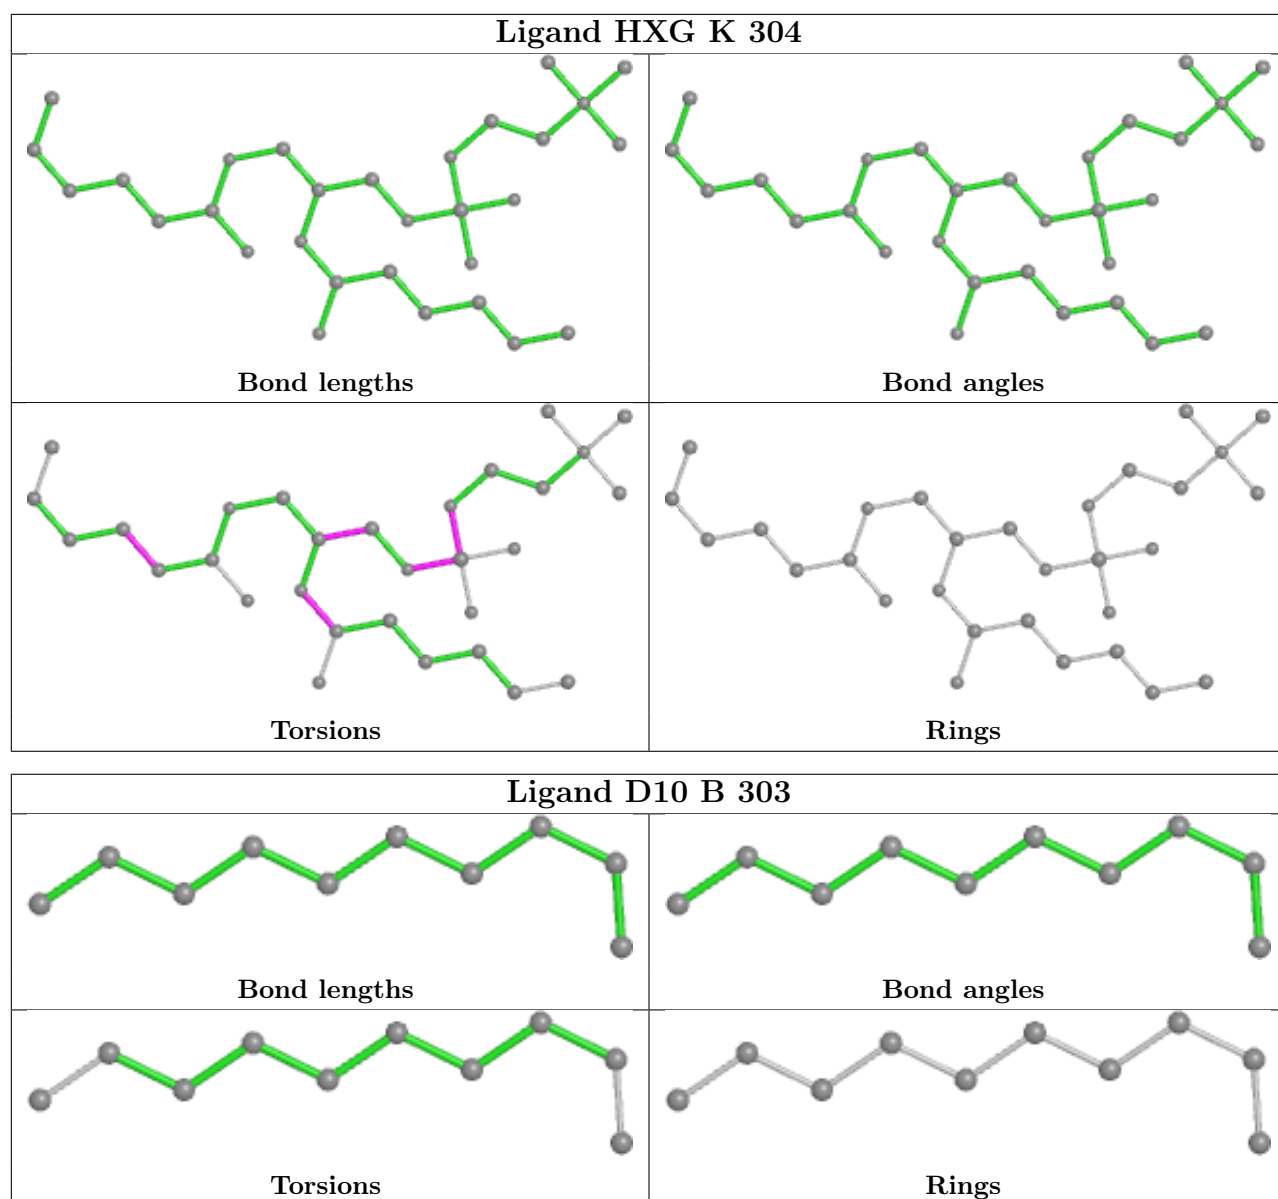 Ligand HXG K 304
Bond lengths
Bond angles
Torsions
Rings
Ligand D10 B 303
Bond lengths
Bond angles
Torsions
Rings